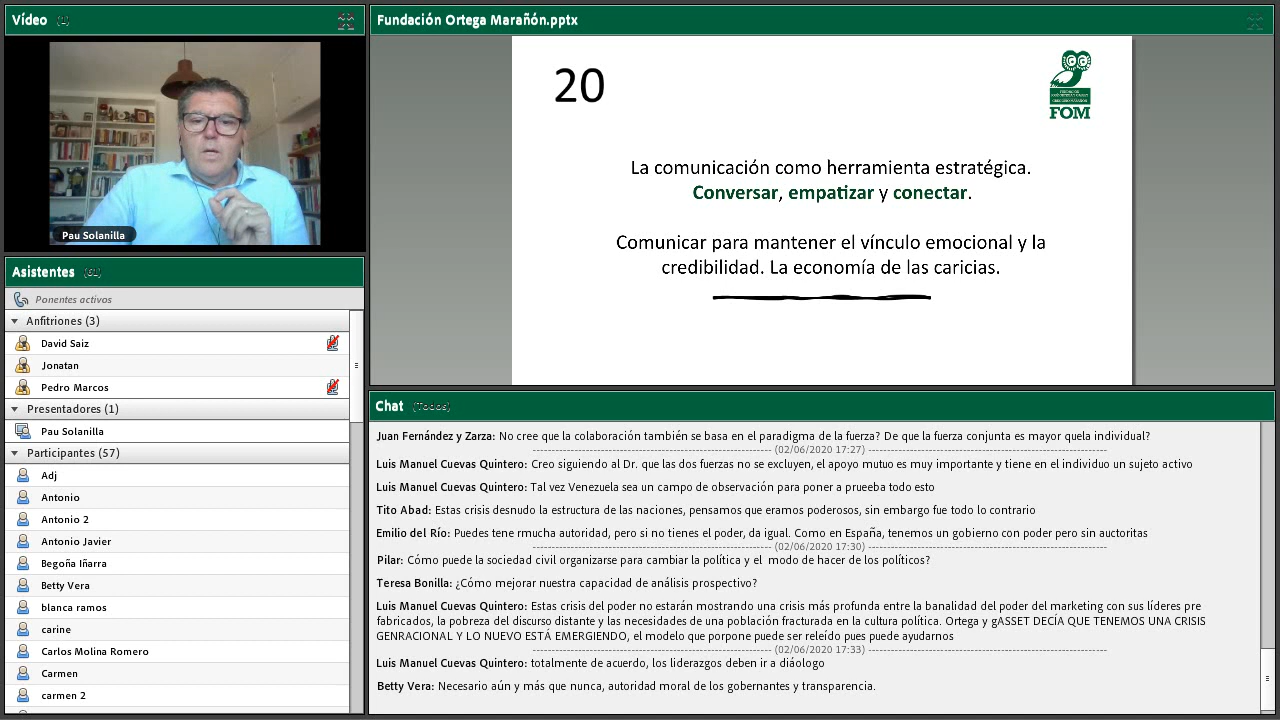 Vídeo (1)
Pau Solanilla
Asistentes (61)
Ponentes activos
Anfitriones (3)
David Saiz
Jonatan
Pedro Marcos
Presentadores (1)
Pau Solanilla
Participantes (57)
Adj
Antonio
Antonio 2
Antonio Javier
Begoña Iñarra
Betty Vera
blanca ramos
carine
Carlos Molina Romero
Carmen
carmen 2
Fundación Ortega Marañón.pptx
20
FOM
La comunicación como herramienta estratégica.
Conversar, empatizar y conectar.
Comunicar para mantener el vínculo emocional y la
credibilidad. La economía de las caricias.
Chat (Todos)
Juan Fernández y Zarza: No cree que la colaboración también se basa en el paradigma de la fuerza? De que la fuerza conjunta es mayor quela individual?
(02/06/2020 17:27)
Luis Manuel Cuevas Quintero: Creo siguiendo al Dr. que las dos fuerzas no se excluyen, el apoyo mutuo es muy importante y tiene en el individuo un sujeto activo
Luis Manuel Cuevas Quintero: Tal vez Venezuela sea un campo de observación para poner a prueeba todo esto
Tito Abad: Estas crisis desnudo la estructura de las naciones, pensamos que eramos poderosos, sin embargo fue todo lo contrario
Emilio del Río: Puedes tene rmucha autoridad, pero si no tienes el poder, da igual. Como en España, tenemos un gobierno con poder pero sin auctoritas
(02/06/2020 17:30)
Pilar: Cómo puede la sociedad civil organizarse para cambiar la política y el modo de hacer de los políticos?
Teresa Bonilla: ¿Cómo mejorar nuestra capacidad de análisis prospectivo?
Luis Manuel Cuevas Quintero: Estas crisis del poder no estarán mostrando una crisis más profunda entre la banalidad del poder del marketing con sus líderes pre
fabricados, la pobreza del discurso distante y las necesidades de una población fracturada en la cultura política. Ortega y gASSET DECÍA QUE TENEMOS UNA CRISIS
GENRACIONAL Y LO NUEVO ESTÁ EMERGIENDO, el modelo que porpone puede ser releído pues puede ayudarnos
(02/06/2020 17:33)
Luis Manuel Cuevas Quintero: totalmente de acuerdo, los liderazgos deben ir a diáologo
Betty Vera: Necesario aún y más que nunca, autoridad moral de los gobernantes y transparencia.